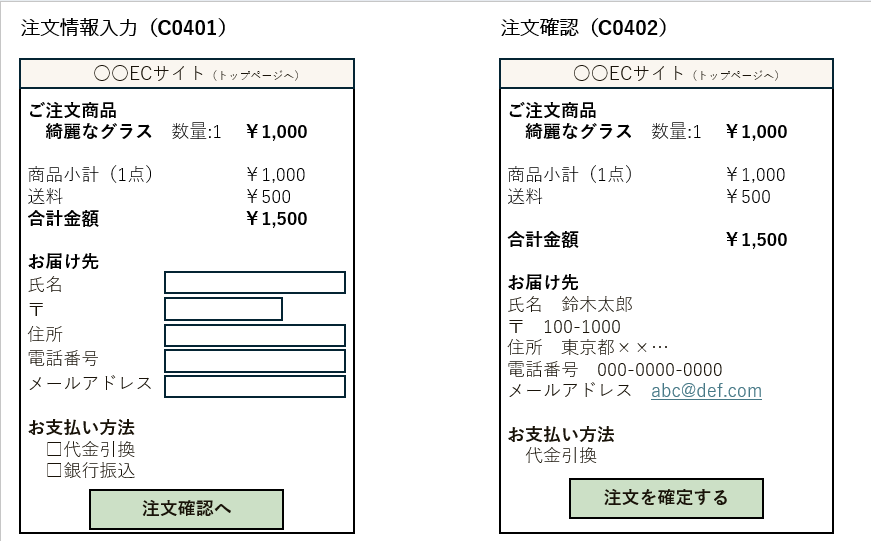 注文情報入力（C0401）
〇〇ECサイト（トップページへ）
ご注文商品
綺麗なグラス　数量:1　￥1,000
商品小計（1点）　￥1,000
送料　￥500
合計金額　￥1,500
お届け先
氏名
〒
住所
電話番号
メールアドレス
お支払い方法
□代金引換
□銀行振込
注文確認へ
注文確認（C0402）
〇〇ECサイト（トップページへ）
ご注文商品
綺麗なグラス　数量:1　￥1,000
商品小計（1点）　￥1,000
送料　￥500
合計金額　￥1,500
お届け先
氏名　鈴木太郎
〒　100-1000
住所　東京都××…
電話番号　000-0000-0000
メールアドレス　abc@def.com
お支払い方法
代金引換
注文を確定する